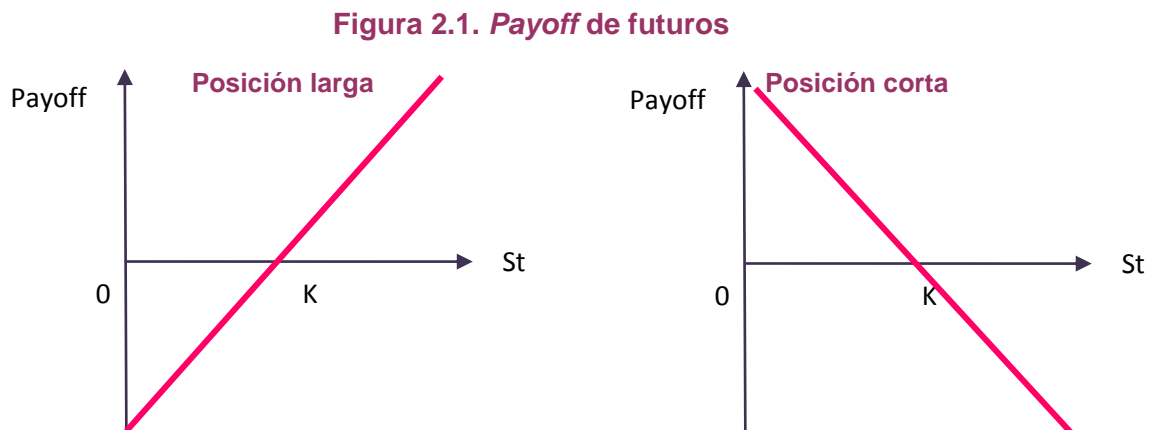 Figura 2.1. Payoff de futuros
Posición larga
Payoff
St
0
K
Posición corta
Payoff
St
0
K